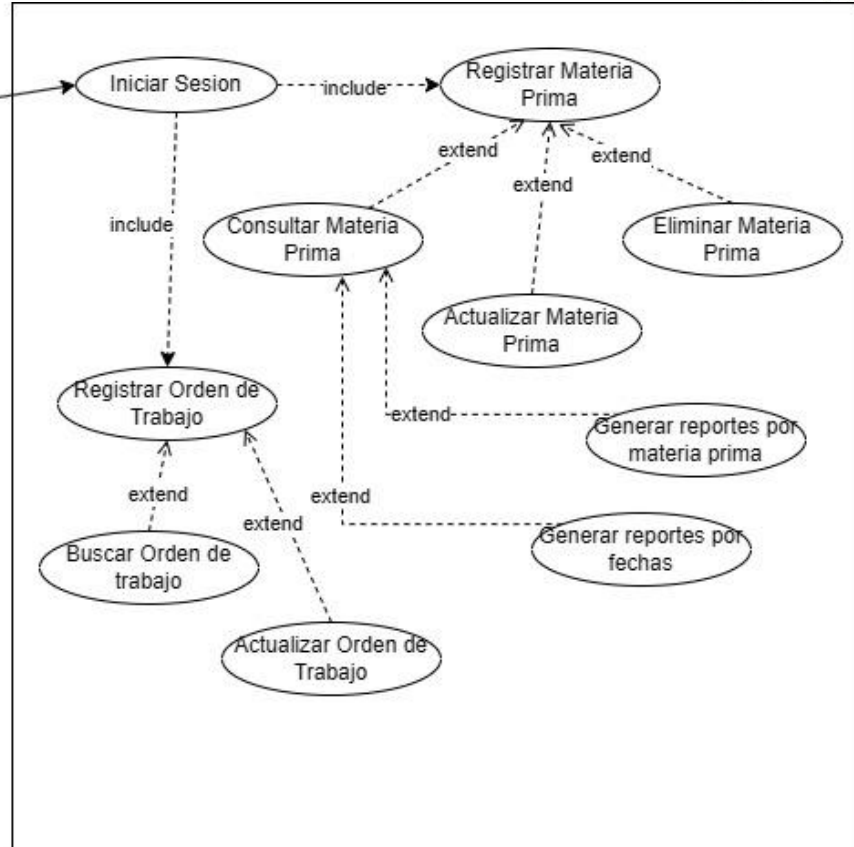 Iniciar Sesion
include
Registrar Materia
Prima
extend
extend
extend
include
Consultar Materia
Prima
Eliminar Materia
Prima
Actualizar Materia
Prima
Registrar Orden de
Trabajo
extend
Generar reportes por
materia prima
extend
extend
extend
Buscar Orden de
trabajo
Generar reportes por
fechas
Actualizar Orden de
Trabajo